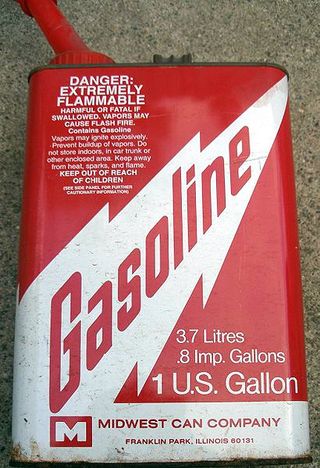 DANGER:
EXTREMELY
FLAMMABLE
HARMFUL OR FATAL IF
SWALLOWED. VAPORS MAY
CAUSE FLASH FIRE.
Contains Gasoline
Vapors may ignite explosively.
Prevent buildup of vapors. Do
not store indoors, in car trunk or
other enclosed area. Keep away
from heat, sparks, and flame.
KEEP OUT OF REACH
OF CHILDREN
(SEE SIDE PANEL FOR FURTHER
CAUTIONARY INFORMATION)
Gasoline
3.7 Litres
.8 Imp. Gallons
1 U.S. Gallon
M MIDWEST CAN COMPANY
FRANKLIN PARK, ILLINOIS 60131